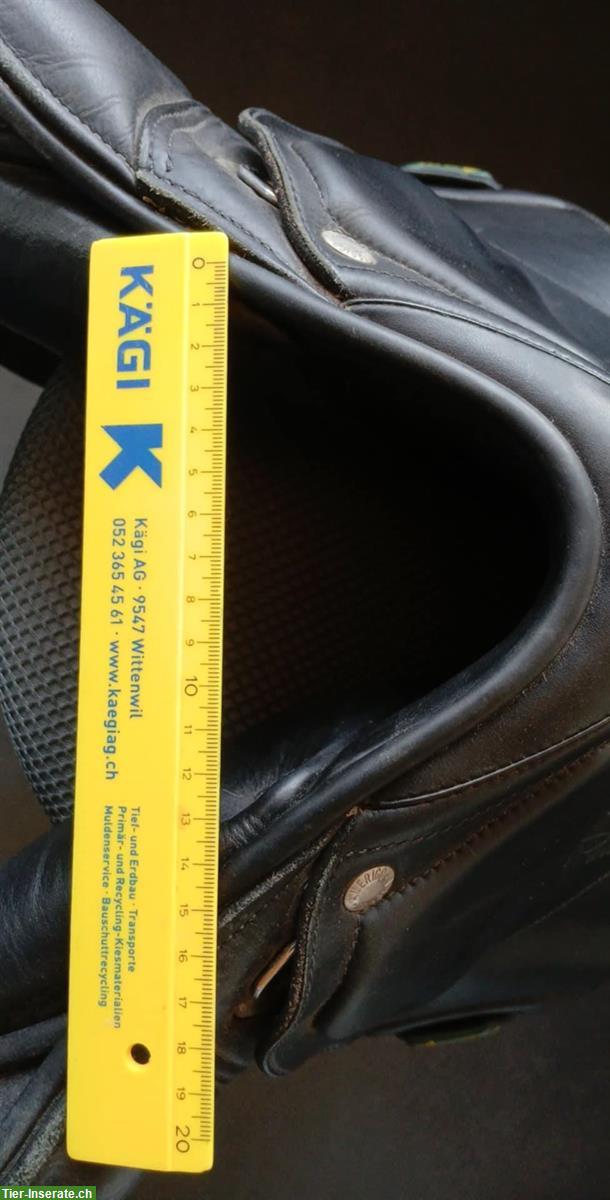 KÄGI
K
Kägi AG · 9547 Wittenwil
052 365 45 61 · www.kaegiag.ch
Tief- und Erdbau · Transporte
Primär- und Recycling-Kiesmaterialien
Muldenservice · Bauschuttrecycling
0 1 2 3 4 5 6 7 8 9 10 11 12 13 14 15 16 17 18 19 20
Tier-Inserate.ch